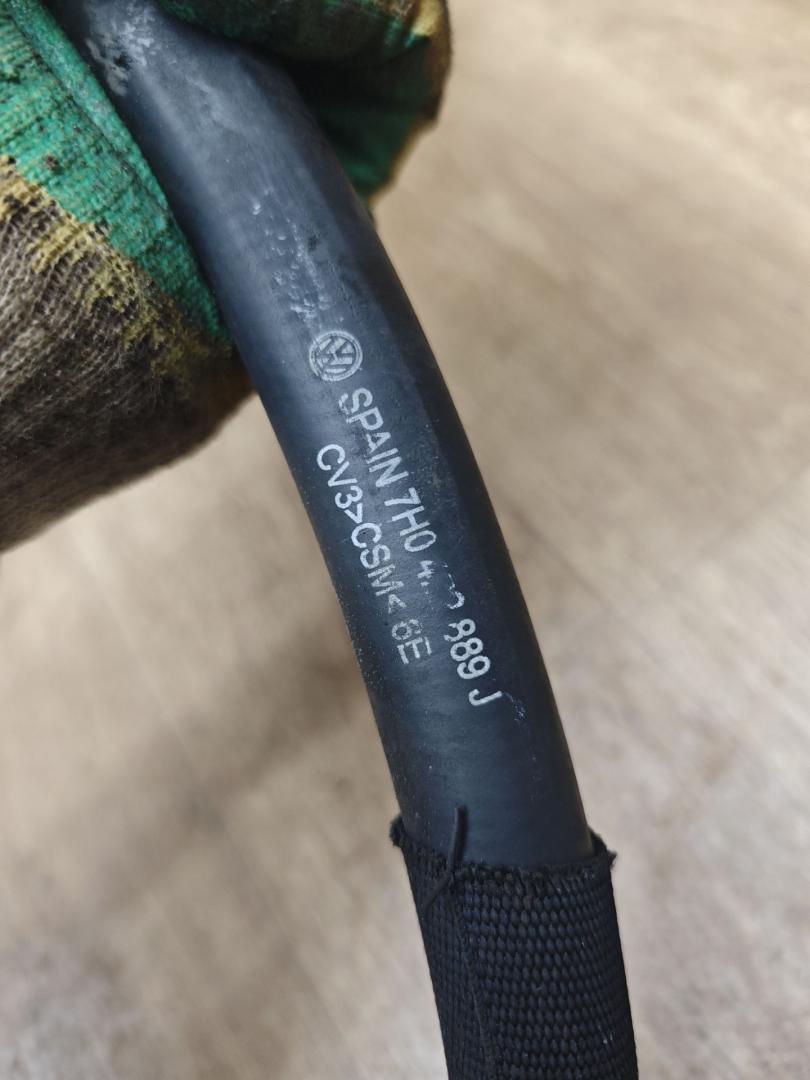 SPAIN 7H0 889 J
CV3>CSM< 6E